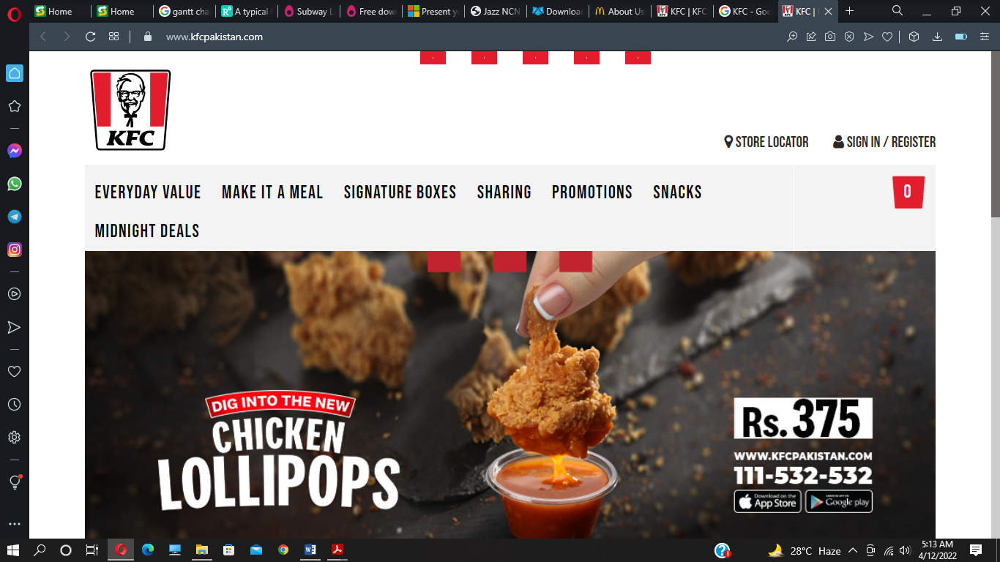 Home
Home
gantt cha
A typical
Subway L
Free dow
Present y
Jazz NCN
Downloac
About Us
KFC | KFC
KFC - Goo
KFC |
www.kfcpakistan.com
KFC
STORE LOCATOR
SIGN IN / REGISTER
EVERYDAY VALUE
MAKE IT A MEAL
SIGNATURE BOXES
SHARING
PROMOTIONS
SNACKS
0
MIDNIGHT DEALS
DIG INTO THE NEW
CHICKEN
LOLLIPOPS
Rs.375
WWW.KFCPAKISTAN.COM
111-532-532
Download on the
App Store
ANDROID APP ON
Google play
28°C Haze
5:13 AM
4/12/2022